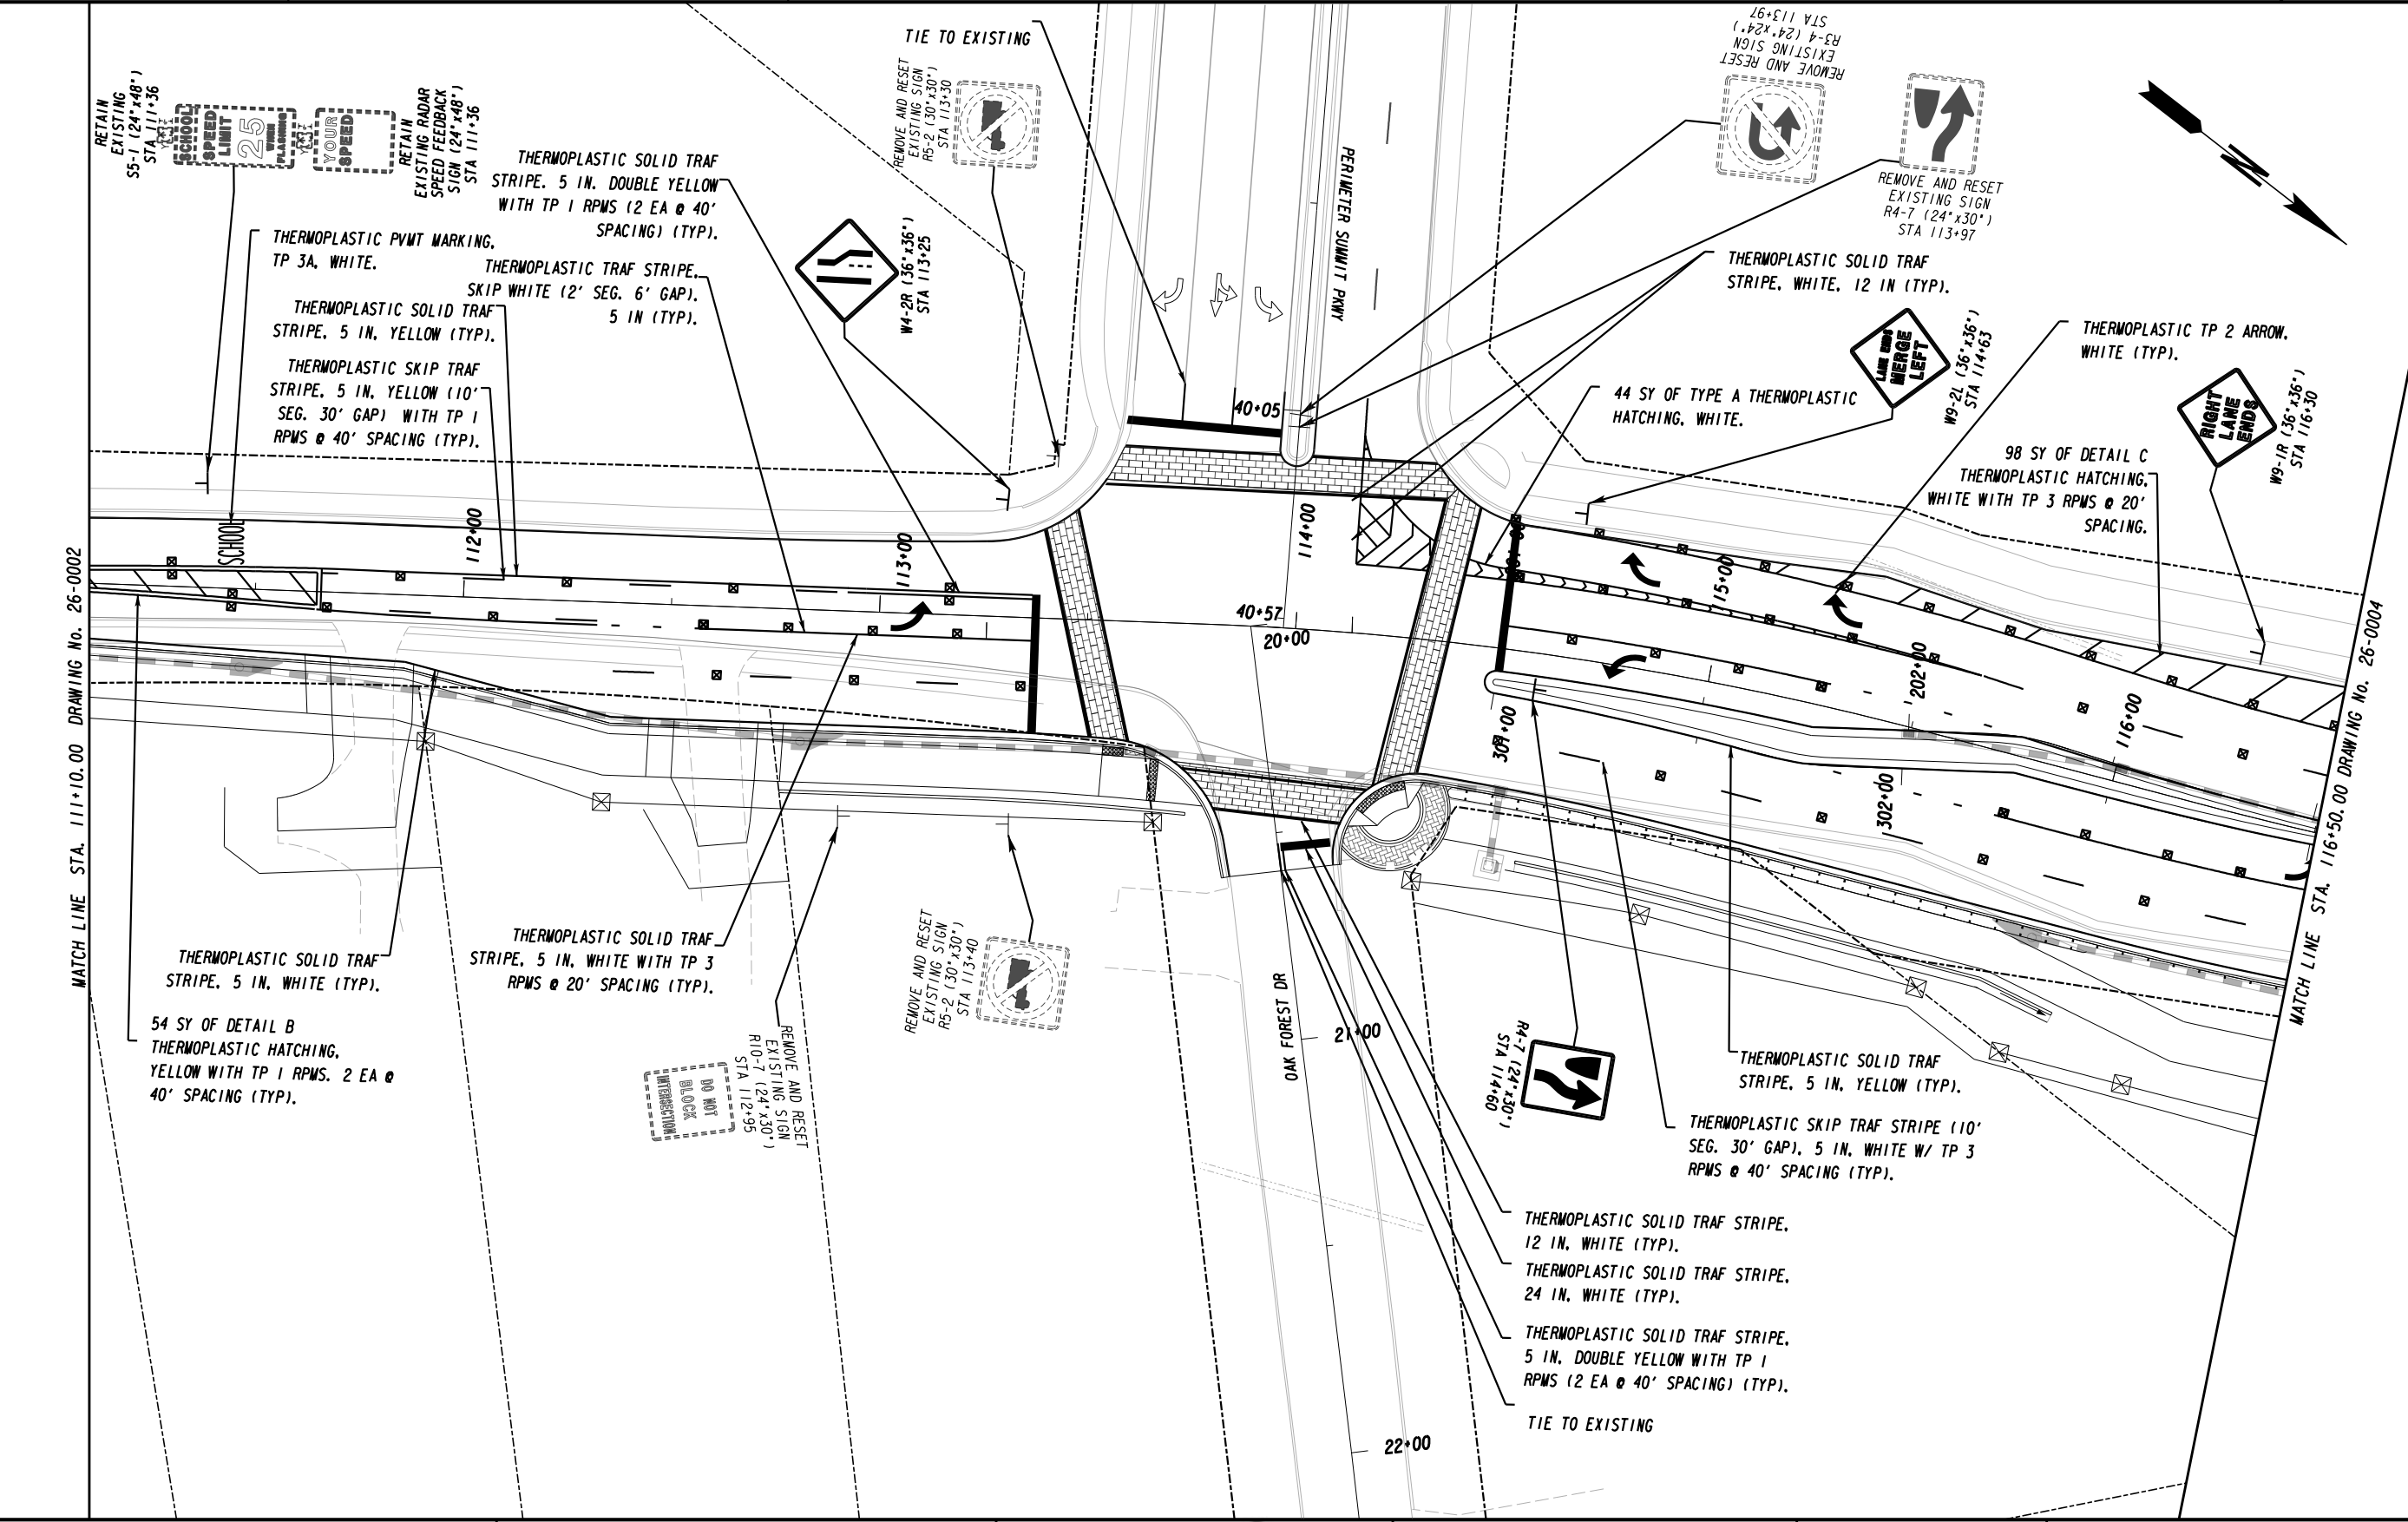 RETAIN
EXISTING
S5-1 (24"x48")
STA 111+36
SCHOOL
SPEED
LIMIT
25
WHEN
FLASHING
YOUR
SPEED
RETAIN
EXISTING RADAR
SPEED FEEDBACK
SIGN (24"x48")
STA 111+36
THERMOPLASTIC SOLID TRAF
STRIPE, 5 IN. DOUBLE YELLOW
WITH TP 1 RPMS (2 EA @ 40'
SPACING) (TYP).
THERMOPLASTIC PVMT MARKING,
TP 3A, WHITE.
THERMOPLASTIC TRAF STRIPE,
SKIP WHITE (2' SEG. 6' GAP),
5 IN (TYP).
THERMOPLASTIC SOLID TRAF
STRIPE, 5 IN, YELLOW (TYP).
THERMOPLASTIC SKIP TRAF
STRIPE, 5 IN, YELLOW (10'
SEG. 30' GAP) WITH TP 1
RPMS @ 40' SPACING (TYP).
W4-2R (36"x36")
STA 113+25
REMOVE AND RESET
EXISTING SIGN
R5-2 (30"x30")
STA 113+30
TIE TO EXISTING
PERIMETER SUMMIT PKWY
REMOVE AND RESET
EXISTING SIGN
R3-4 (24"x24")
STA 113+97
REMOVE AND RESET
EXISTING SIGN
R4-7 (24"x30")
STA 113+97
N
THERMOPLASTIC SOLID TRAF
STRIPE, WHITE, 12 IN (TYP).
LANE ENDS
MERGE
LEFT
W9-2L (36"x36")
STA 114+63
THERMOPLASTIC TP 2 ARROW,
WHITE (TYP).
44 SY OF TYPE A THERMOPLASTIC
HATCHING, WHITE.
RIGHT
LANE
ENDS
W9-1R (36"x36")
STA 116+30
98 SY OF DETAIL C
THERMOPLASTIC HATCHING,
WHITE WITH TP 3 RPMS @ 20'
SPACING.
SCHOOL
112+00
113+00
40+05
114+00
40+57
20+00
115+00
202+00
116+00
301+00
302+00
MATCH LINE STA. 111+10.00 DRAWING No. 26-0002
MATCH LINE STA. 116+50.00 DRAWING No. 26-0004
THERMOPLASTIC SOLID TRAF
STRIPE, 5 IN, WHITE (TYP).
54 SY OF DETAIL B
THERMOPLASTIC HATCHING,
YELLOW WITH TP 1 RPMS. 2 EA @
40' SPACING (TYP).
THERMOPLASTIC SOLID TRAF
STRIPE, 5 IN, WHITE WITH TP 3
RPMS @ 20' SPACING (TYP).
DO NOT
BLOCK
INTERSECTION
REMOVE AND RESET
EXISTING SIGN
R10-7 (24"x30")
STA 112+95
REMOVE AND RESET
EXISTING SIGN
R5-2 (30"x30")
STA 113+40
OAK FOREST DR
21+00
22+00
R4-7 (24"x30")
STA 114+60
THERMOPLASTIC SOLID TRAF
STRIPE, 5 IN, YELLOW (TYP).
THERMOPLASTIC SKIP TRAF STRIPE (10'
SEG. 30' GAP), 5 IN, WHITE W/ TP 3
RPMS @ 40' SPACING (TYP).
THERMOPLASTIC SOLID TRAF STRIPE,
12 IN, WHITE (TYP).
THERMOPLASTIC SOLID TRAF STRIPE,
24 IN, WHITE (TYP).
THERMOPLASTIC SOLID TRAF STRIPE,
5 IN, DOUBLE YELLOW WITH TP 1
RPMS (2 EA @ 40' SPACING) (TYP).
TIE TO EXISTING